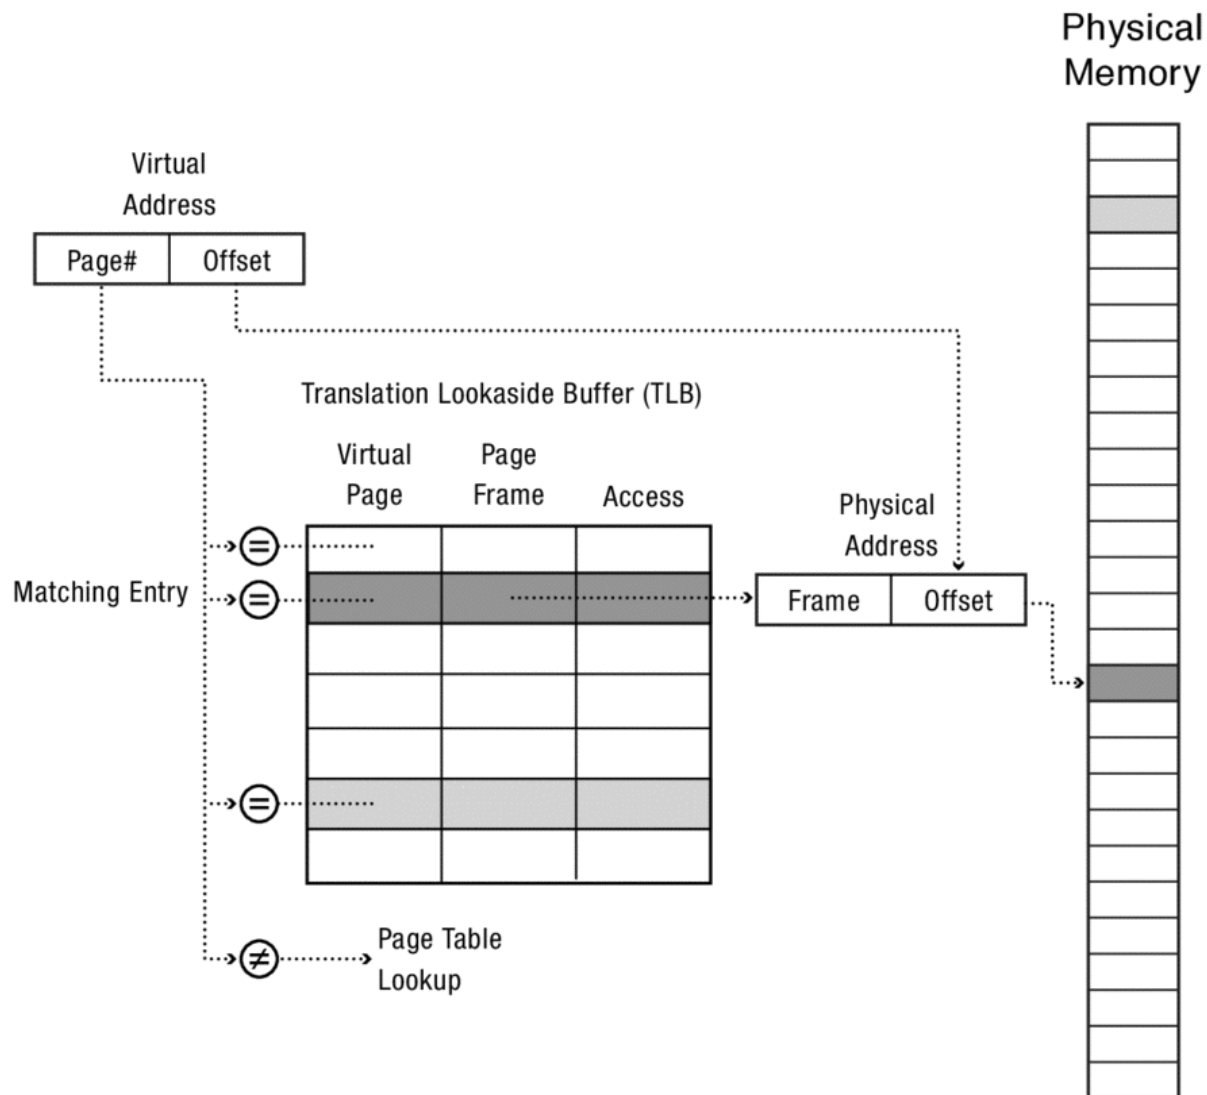 Physical
Memory
Virtual
Address
Page#
Offset
Translation Lookaside Buffer (TLB)
Virtual
Page
Page
Frame
Access
Physical
Address
=
Matching Entry
=
Frame
Offset
=
≠
Page Table
Lookup